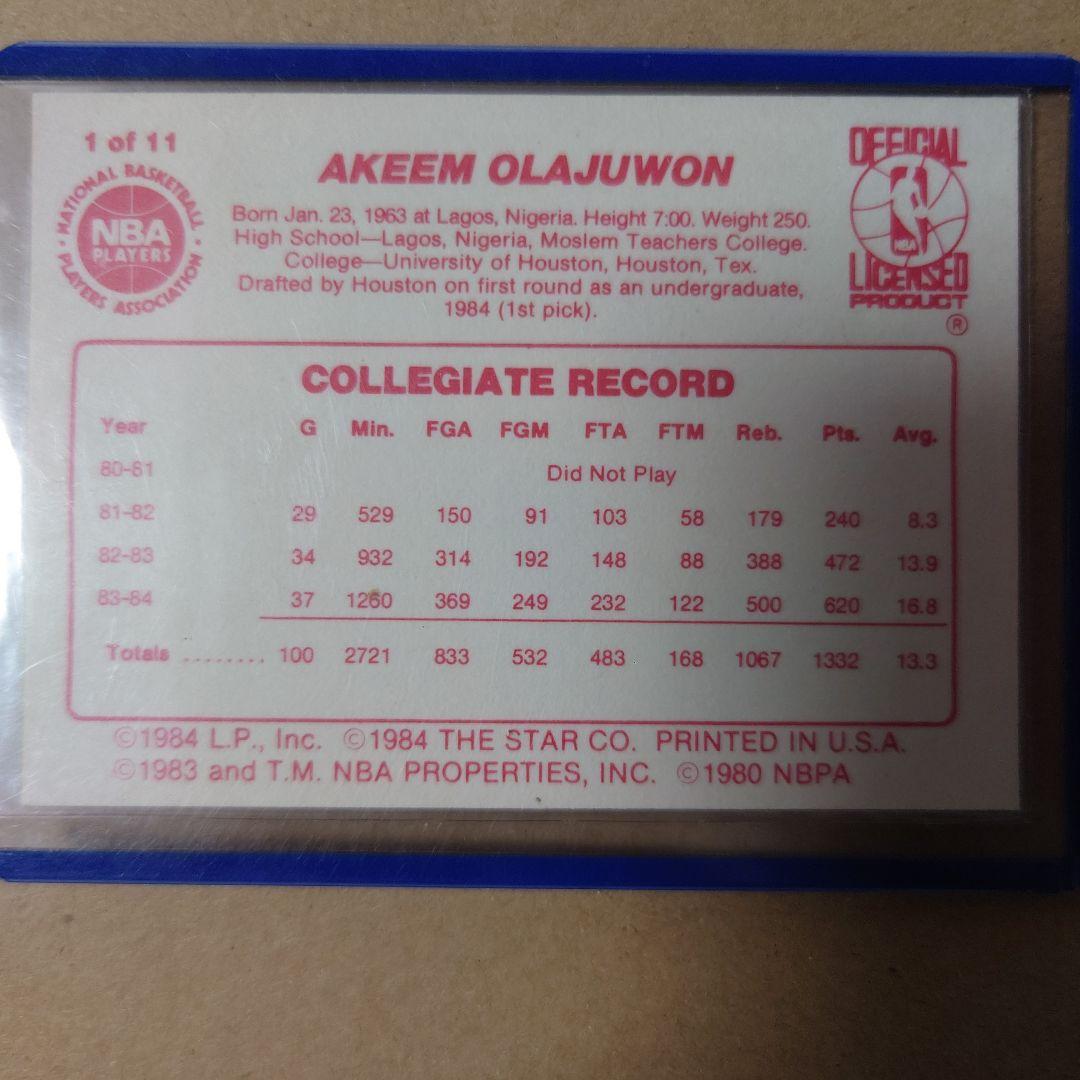 1 of 11
NATIONAL BASKETBALL
NBA
PLAYERS
PLAYERS ASSOCIATION
AKEEM OLAJUWON
Born Jan. 23, 1963 at Lagos, Nigeria. Height 7:00. Weight 250.
High School—Lagos, Nigeria, Moslem Teachers College.
College—University of Houston, Houston, Tex.
Drafted by Houston on first round as an undergraduate,
1984 (1st pick).
OFFICIAL
NBA
LICENSED
PRODUCT
®
COLLEGIATE RECORD
Year G Min. FGA FGM FTA FTM Reb. Pts. Avg.
80-81 Did Not Play
81-82 29 529 150 91 103 58 179 240 8.3
82-83 34 932 314 192 148 88 388 472 13.9
83-84 37 1260 369 249 232 122 500 620 16.8
Totals ........ 100 2721 833 532 483 168 1067 1332 13.3
©1984 L.P., Inc. ©1984 THE STAR CO. PRINTED IN U.S.A.
©1983 and T.M. NBA PROPERTIES, INC. ©1980 NBPA